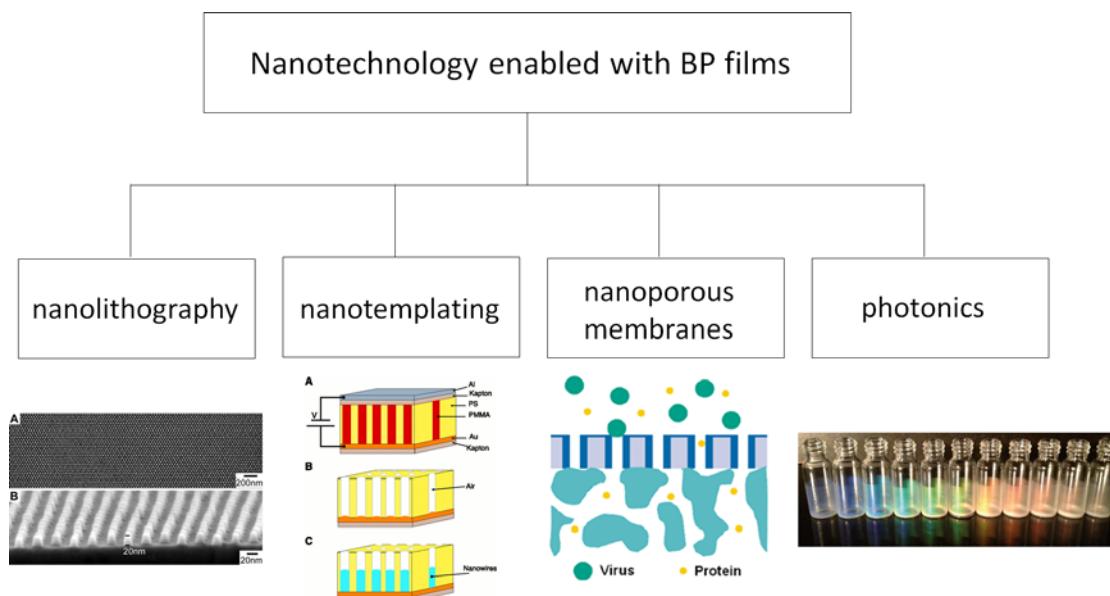 Nanotechnology enabled with BP films
nanolithography
nanotemplating
nanoporous
membranes
photonics
A
200nm
B
20nm
20nm
A
Al
Kapton
PS
PMMA
V
Au
Kapton
B
Air
C
Nanowires
Virus
Protein